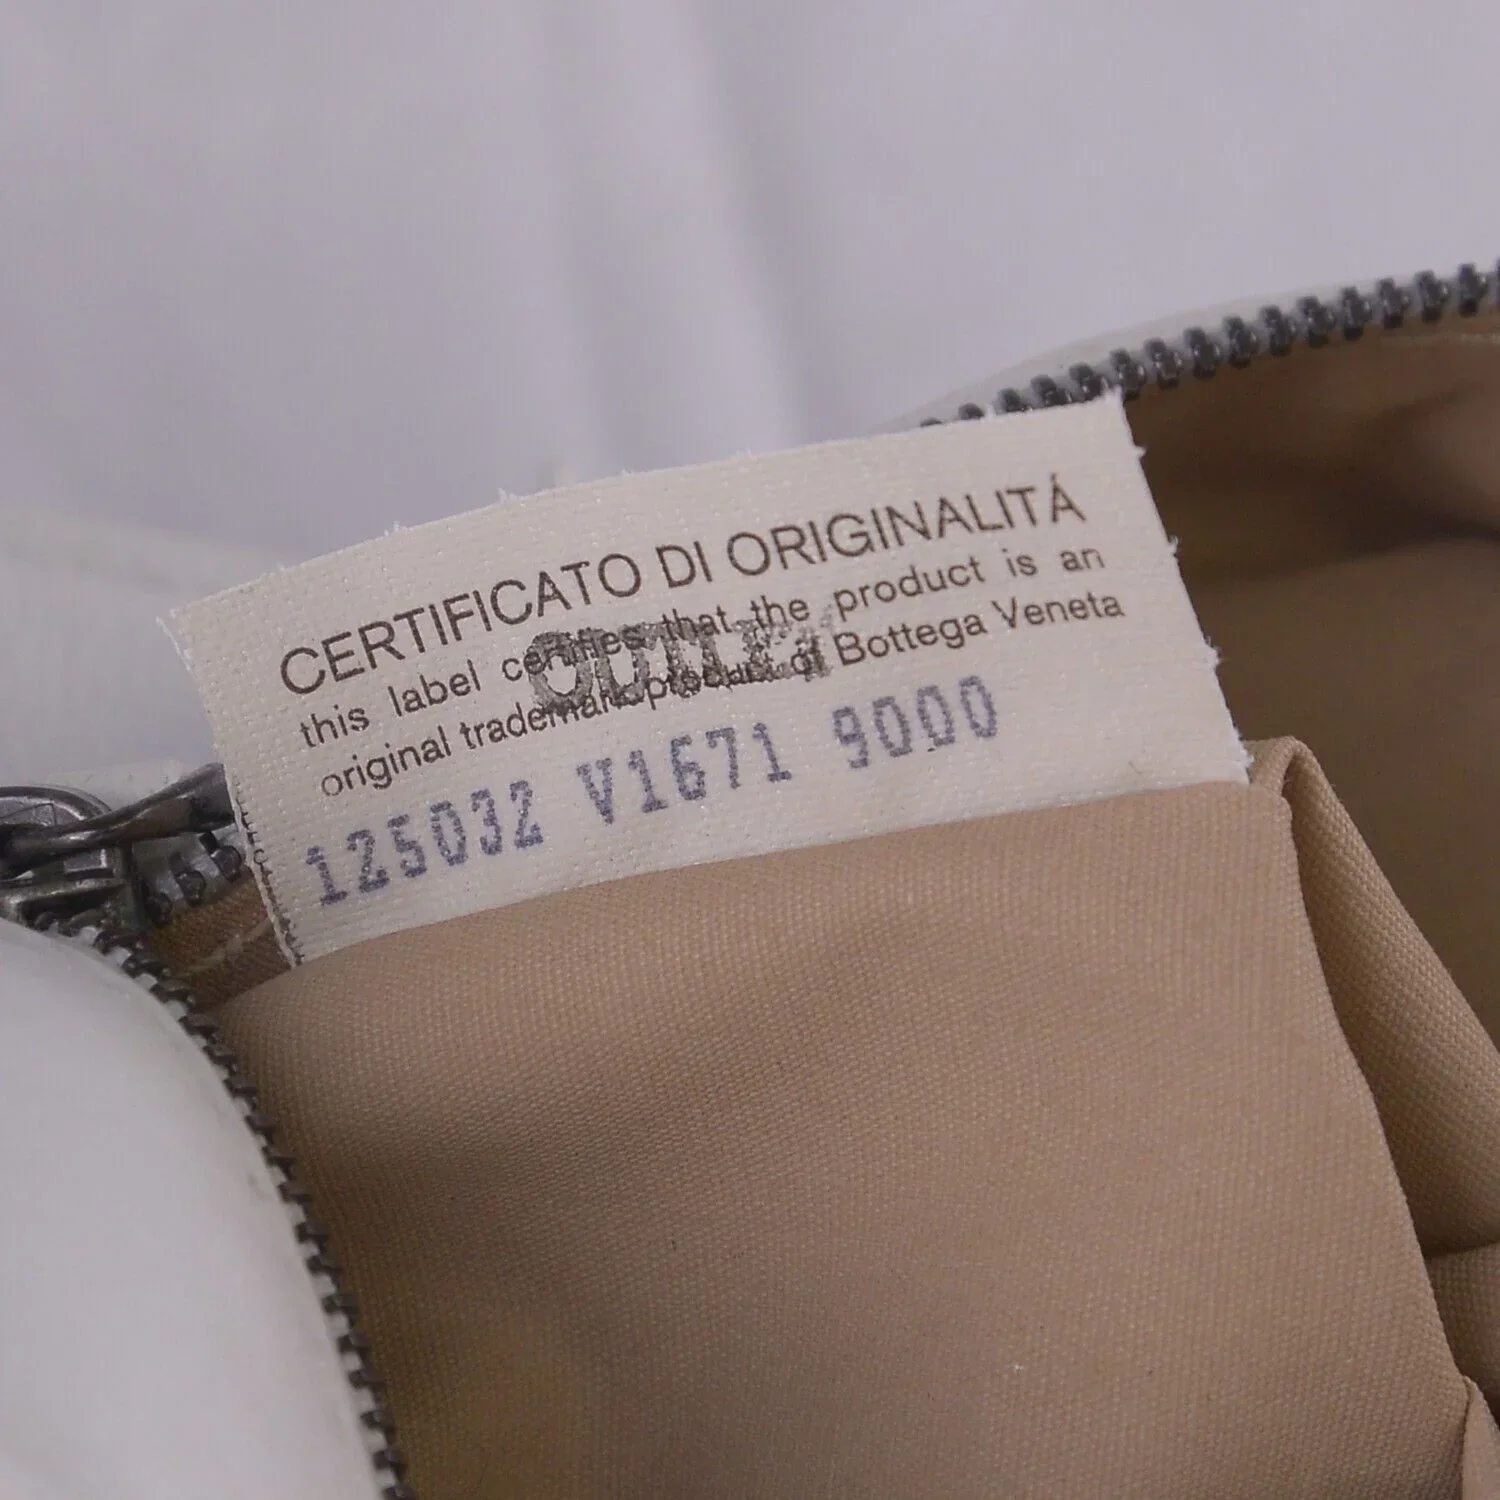 CERTIFICATO DI ORIGINALITÁ
this label certifies that the product is an
OUTLET
original trademark product of Bottega Veneta
125032 V1671 9000